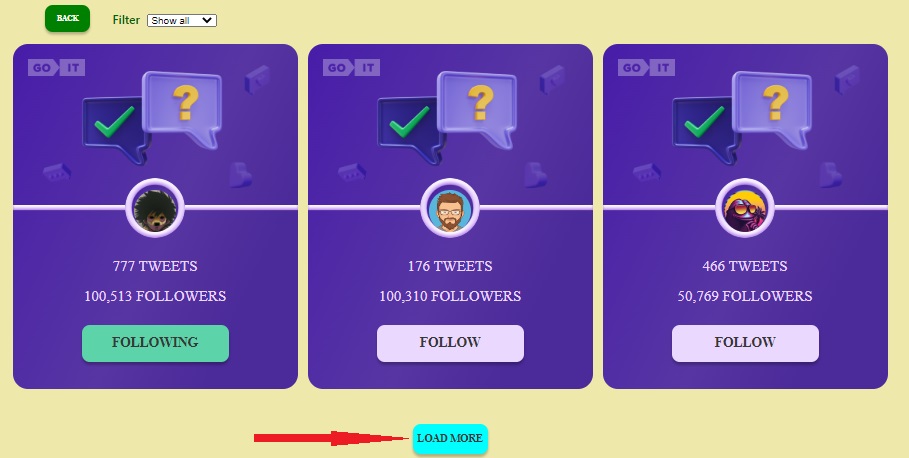 BACK
Filter Show all
GO IT
GO IT
GO IT
777 TWEETS
100,513 FOLLOWERS
FOLLOWING
176 TWEETS
100,310 FOLLOWERS
FOLLOW
466 TWEETS
50,769 FOLLOWERS
FOLLOW
LOAD MORE